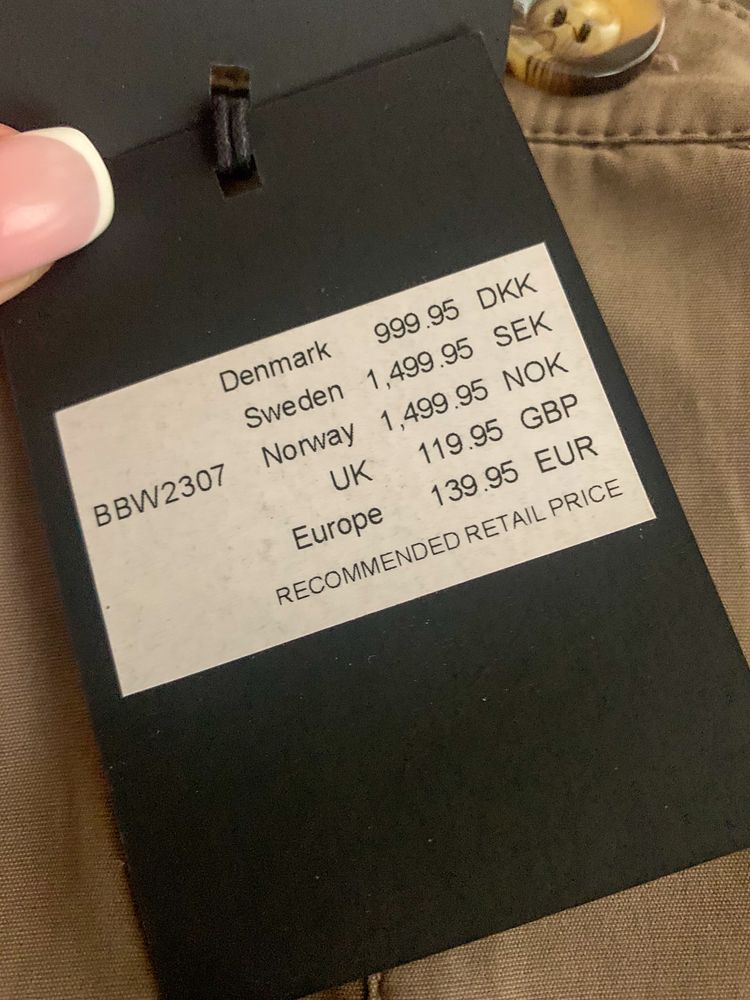 Denmark 999.95 DKK
Sweden 1,499.95 SEK
Norway 1,499.95 NOK
BBW2307 UK 119.95 GBP
Europe 139.95 EUR
RECOMMENDED RETAIL PRICE